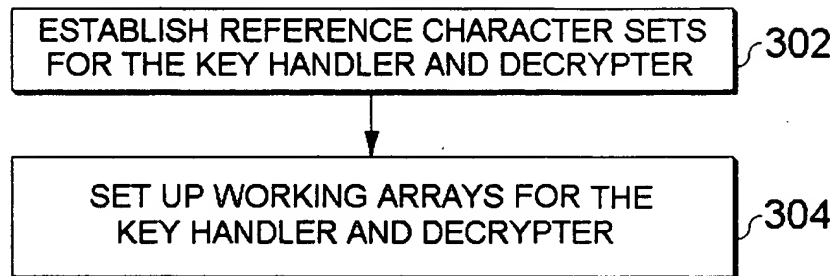 ESTABLISH REFERENCE CHARACTER SETS
FOR THE KEY HANDLER AND DECRYPTER
302
SET UP WORKING ARRAYS FOR THE
KEY HANDLER AND DECRYPTER
304